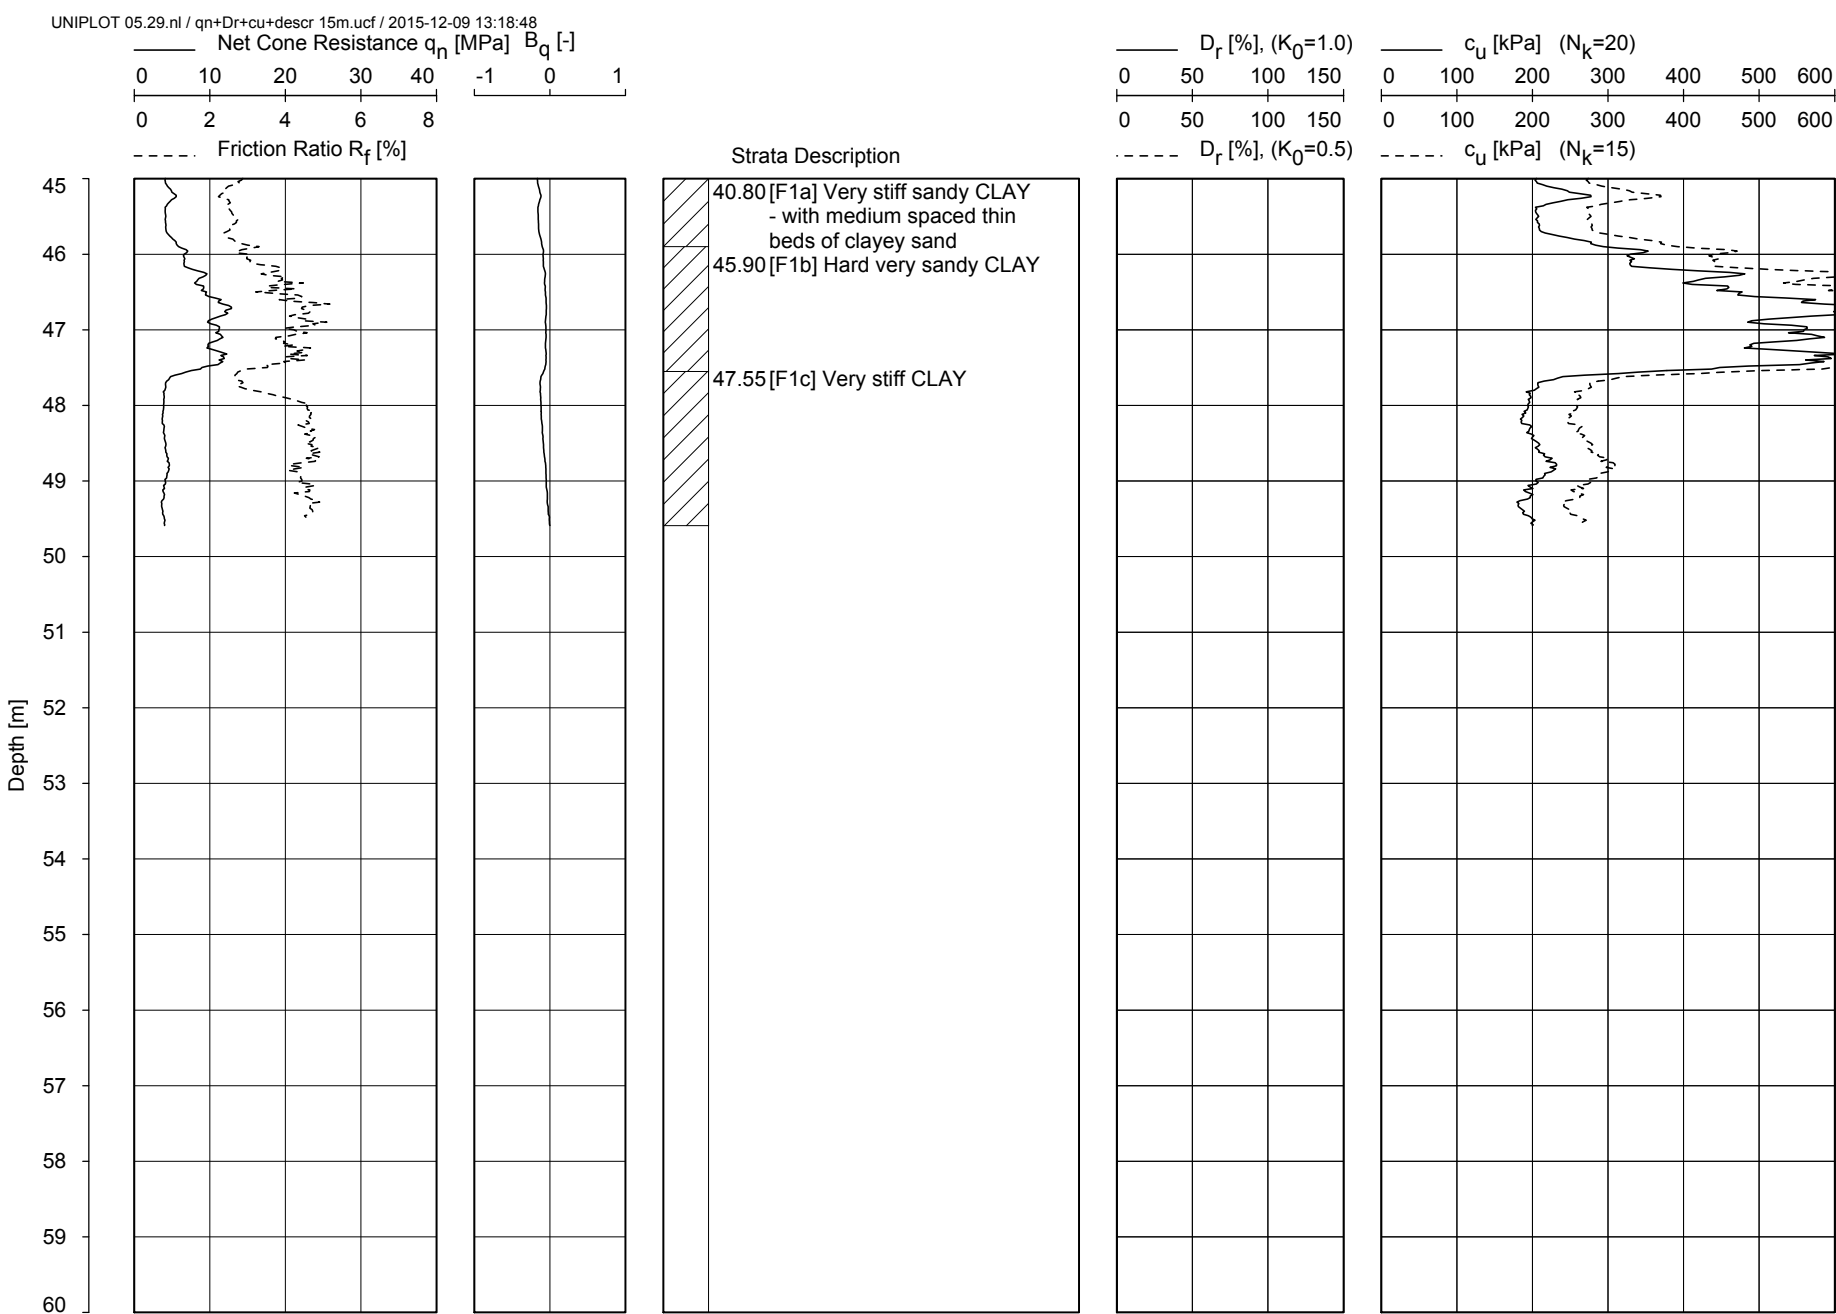 UNIPLOT 05.29.nl / qn+Dr+cu+descr 15m.ucf / 2015-12-09 13:18:48
Net Cone Resistance qn [MPa] Bq [-] Dr [%], (K0=1.0) cu [kPa] (Nk=20)
0 10 20 30 40 -1 0 1 0 50 100 150 0 100 200 300 400 500 600
0 2 4 6 8 0 50 100 150 0 100 200 300 400 500 600
Friction Ratio Rf [%] Strata Description Dr [%], (K0=0.5) cu [kPa] (Nk=15)
45 40.80 [F1a] Very stiff sandy CLAY
- with medium spaced thin
beds of clayey sand
46 45.90 [F1b] Hard very sandy CLAY
47
47.55 [F1c] Very stiff CLAY
48
49
50
51
52
Depth [m]
53
54
55
56
57
58
59
60